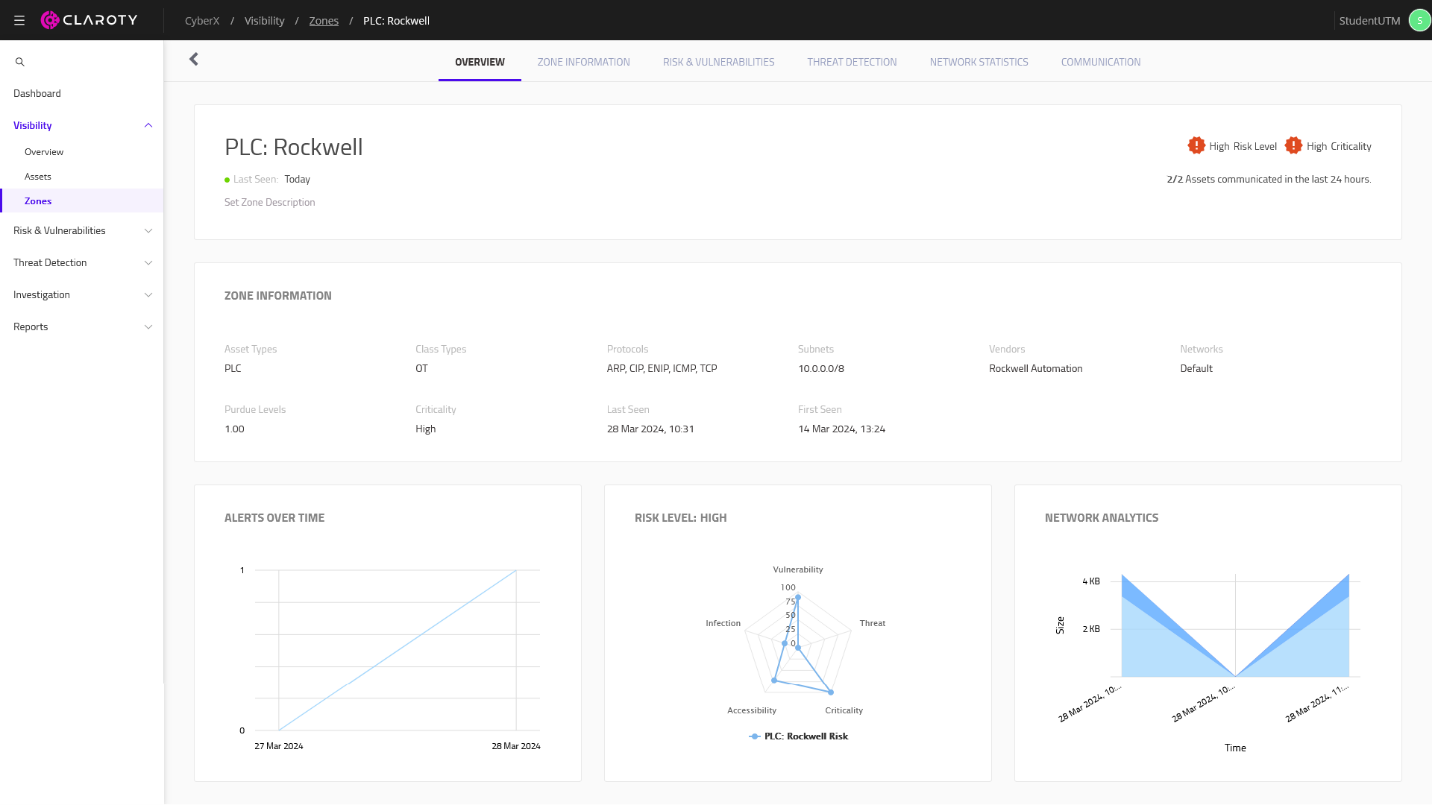 CLAROTY
CyberX / Visibility / Zones / PLC: Rockwell
StudentUTM
S
OVERVIEW ZONE INFORMATION RISK & VULNERABILITIES THREAT DETECTION NETWORK STATISTICS COMMUNICATION
Dashboard
Visibility
Overview
Assets
Zones
Risk & Vulnerabilities
Threat Detection
Investigation
Reports
PLC: Rockwell
High Risk Level High Criticality
Last Seen: Today
2/2 Assets communicated in the last 24 hours.
Set Zone Description
ZONE INFORMATION
Asset Types Class Types Protocols Subnets Vendors Networks
PLC OT ARP, CIP, ENIP, ICMP, TCP 10.0.0.0/8 Rockwell Automation Default
Purdue Levels Criticality Last Seen First Seen
1.00 High 28 Mar 2024, 10:31 14 Mar 2024, 13:24
ALERTS OVER TIME
1
0
27 Mar 2024 28 Mar 2024
RISK LEVEL: HIGH
Vulnerability
100
75
50
25
0
Infection Threat
Accessibility Criticality
PLC: Rockwell Risk
NETWORK ANALYTICS
4 KB
2 KB
Size
28 Mar 2024, 10:... 28 Mar 2024, 10:... 28 Mar 2024, 11:...
Time